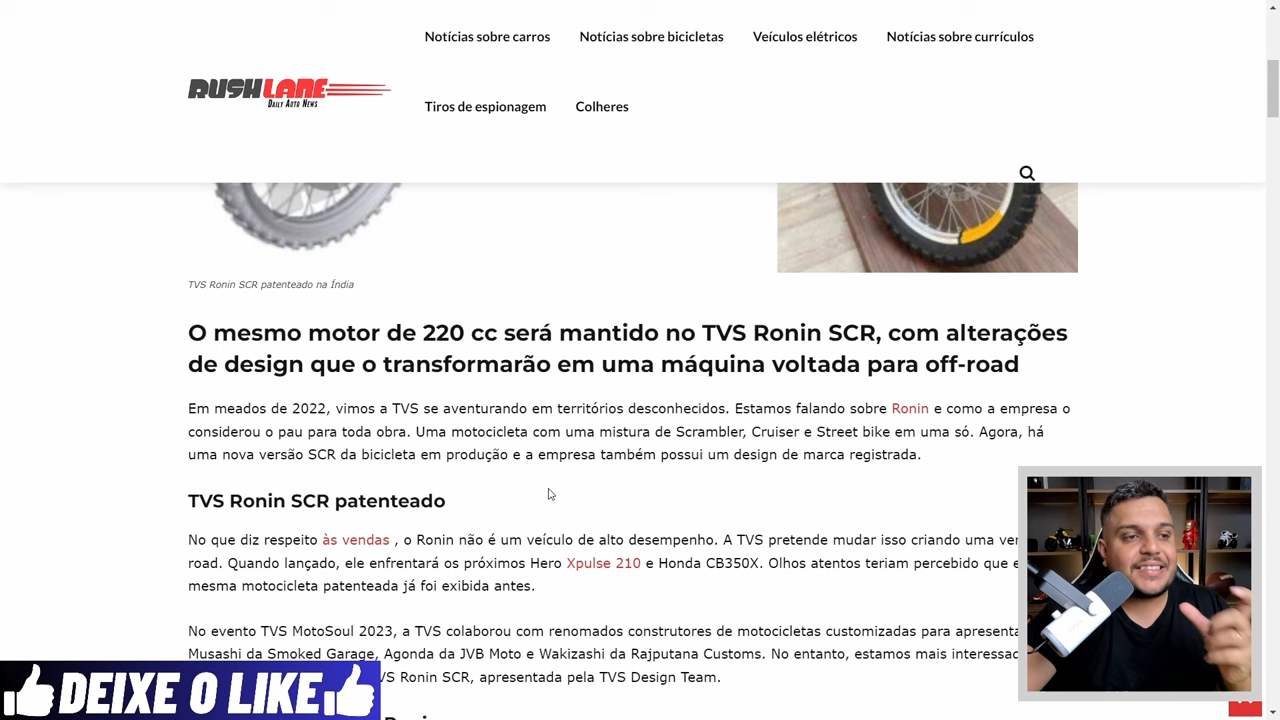 Notícias sobre carros
Notícias sobre bicicletas
Veículos elétricos
Notícias sobre currículos
RUSHLANE
DAILY AUTO NEWS
Tiros de espionagem
Colheres
TVS Ronin SCR patenteado na Índia
O mesmo motor de 220 cc será mantido no TVS Ronin SCR, com alterações
de design que o transformarão em uma máquina voltada para off-road
Em meados de 2022, vimos a TVS se aventurando em territórios desconhecidos. Estamos falando sobre Ronin e como a empresa o
considerou o pau para toda obra. Uma motocicleta com uma mistura de Scrambler, Cruiser e Street bike em uma só. Agora, há
uma nova versão SCR da bicicleta em produção e a empresa também possui um design de marca registrada.
TVS Ronin SCR patenteado
No que diz respeito às vendas , o Ronin não é um veículo de alto desempenho. A TVS pretende mudar isso criando uma
road. Quando lançado, ele enfrentará os próximos Hero Xpulse 210 e Honda CB350X. Olhos atentos teriam percebido que
mesma motocicleta patenteada já foi exibida antes.
No evento TVS MotoSoul 2023, a TVS colaborou com renomados construtores de motocicletas customizadas para
Musashi da Smoked Garage, Agonda da JVB Moto e Wakizashi da Rajputana Customs. No entanto, estamos mais
Ronin SCR, apresentada pela TVS Design Team.
DEIXE O LIKE